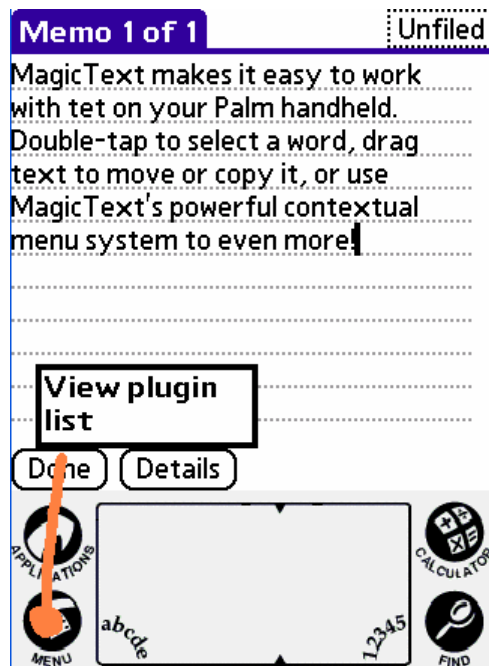 Memo 1 of 1
Unfiled
MagicText makes it easy to work
with tet on your Palm handheld.
Double-tap to select a word, drag
text to move or copy it, or use
MagicText's powerful contextual
menu system to even more!
View plugin
list
Done
Details
APPLICATIONS
CALCULATOR
MENU
abcde
12345
FIND